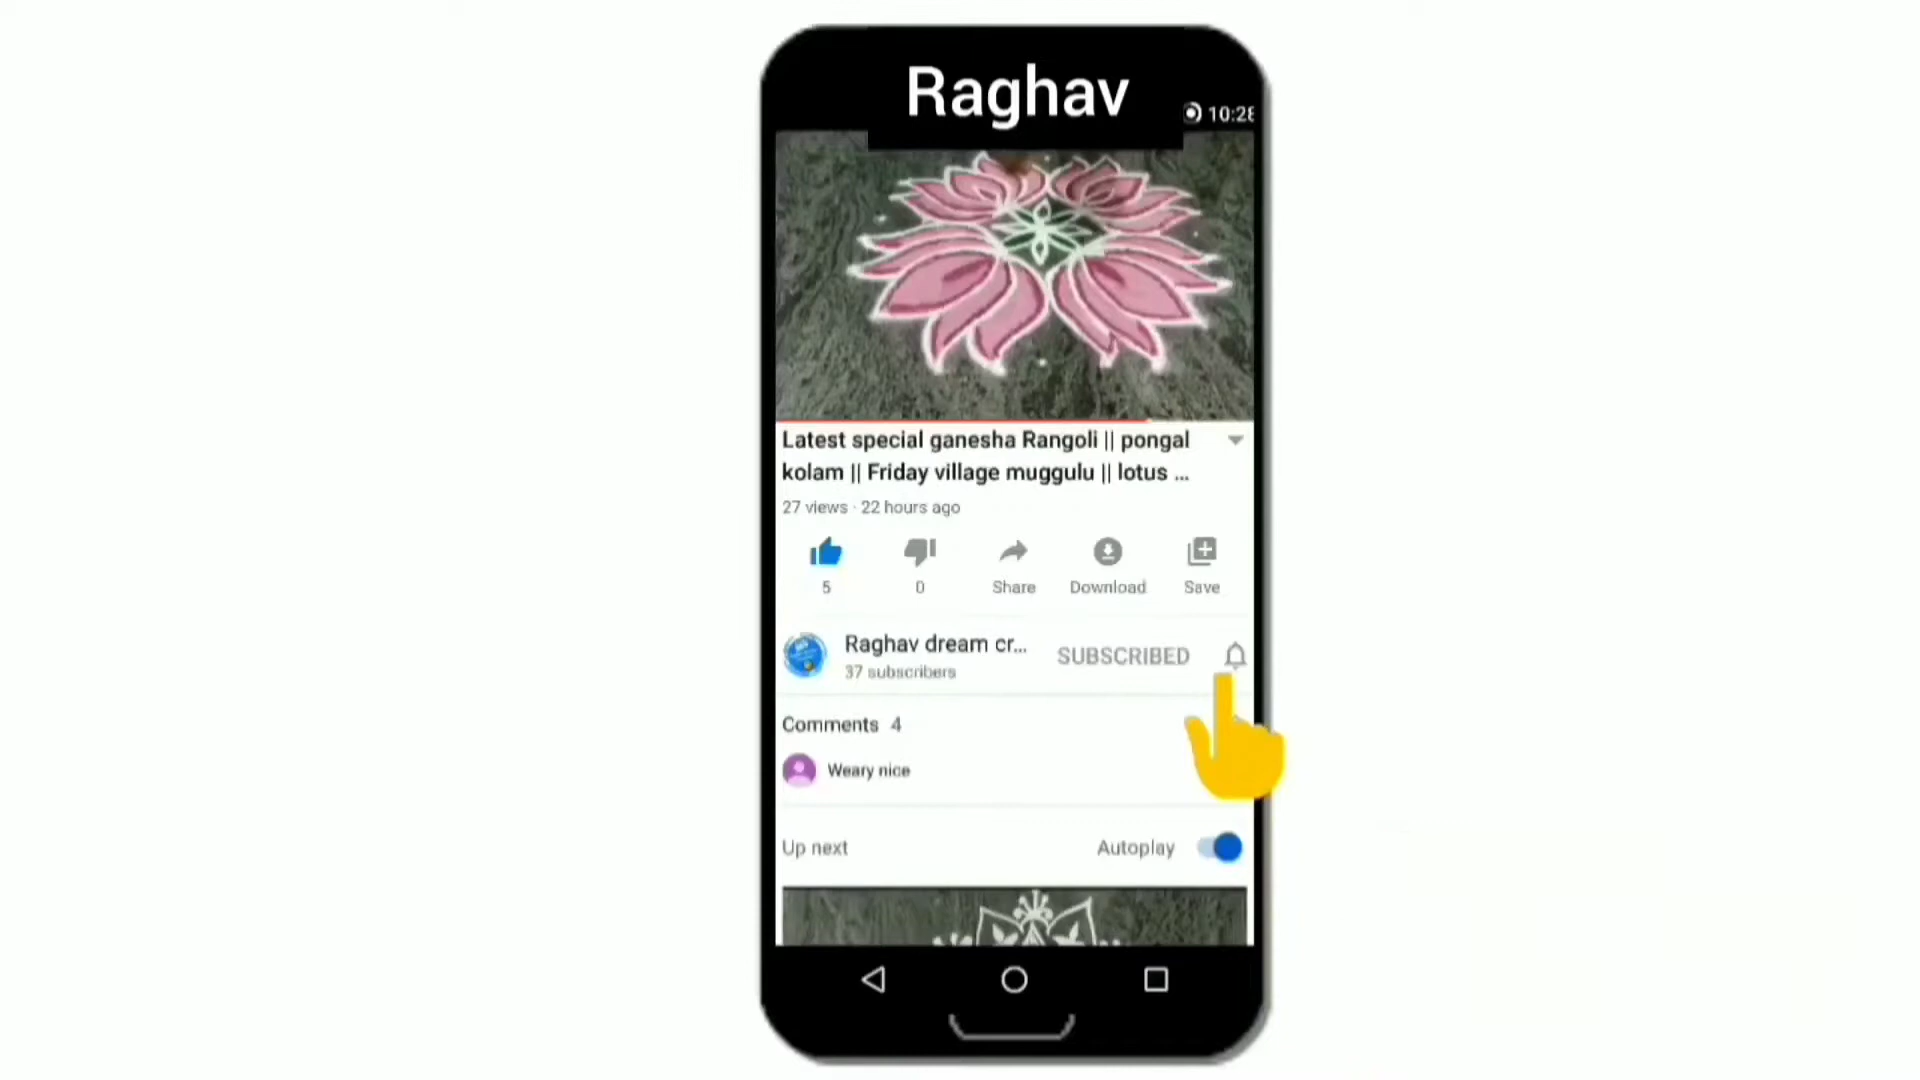 Raghav
10:28
Latest special ganesha Rangoli || pongal
kolam || Friday village muggulu || lotus ...
27 views · 22 hours ago
5
0
Share
Download
Save
Raghav dream cr...
SUBSCRIBED
37 subscribers
Comments 4
Weary nice
Up next
Autoplay